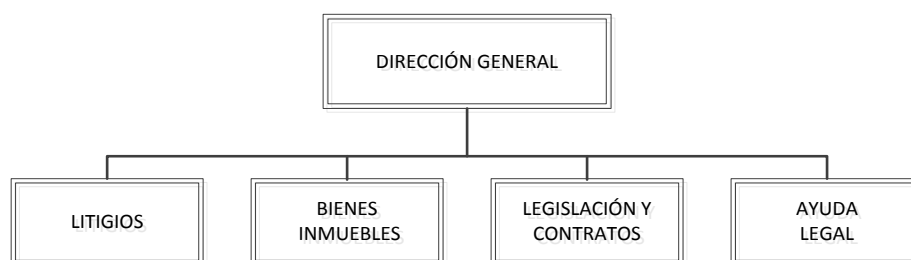 DIRECCIÓN GENERAL
LITIGIOS
BIENES
INMUEBLES
LEGISLACIÓN Y
CONTRATOS
AYUDA
LEGAL